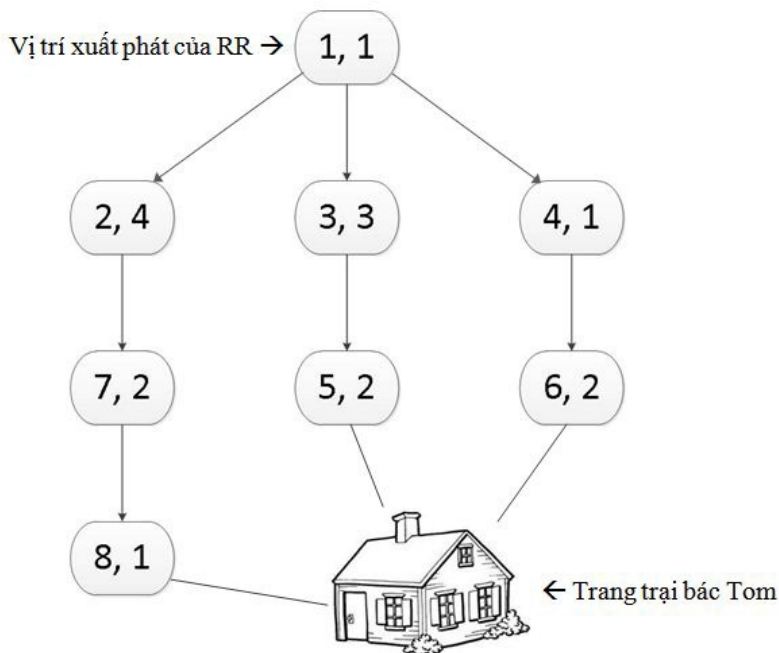 Vị trí xuất phát của RR → 1, 1
2, 4 3, 3 4, 1
7, 2 5, 2 6, 2
8, 1
← Trang trại bác Tom